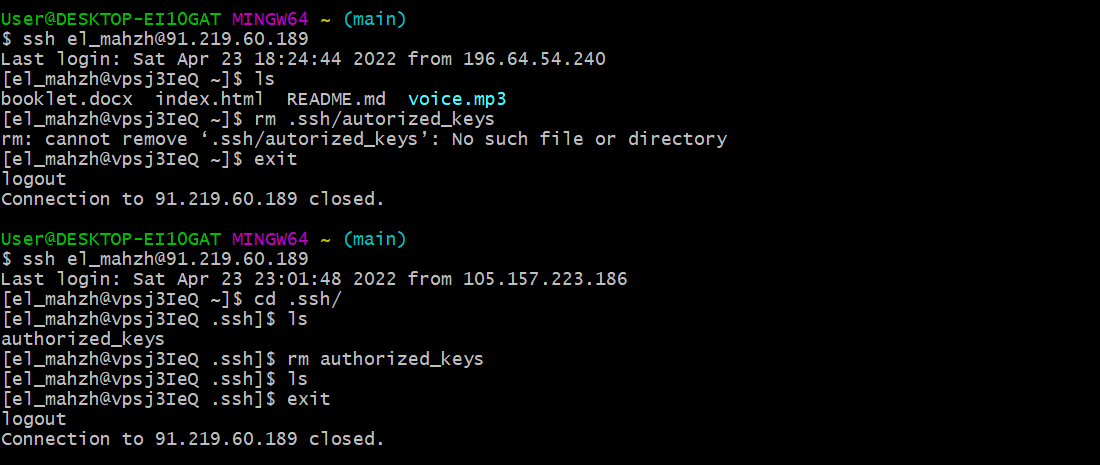 User@DESKTOP-EI1OGAT MINGW64 ~ (main)
$ ssh el_mahzh@91.219.60.189
Last login: Sat Apr 23 18:24:44 2022 from 196.64.54.240
[el_mahzh@vpsj3IeQ ~]$ ls
booklet.docx  index.html  README.md  voice.mp3
[el_mahzh@vpsj3IeQ ~]$ rm .ssh/autorized_keys
rm: cannot remove ‘.ssh/autorized_keys’: No such file or directory
[el_mahzh@vpsj3IeQ ~]$ exit
logout
Connection to 91.219.60.189 closed.
User@DESKTOP-EI1OGAT MINGW64 ~ (main)
$ ssh el_mahzh@91.219.60.189
Last login: Sat Apr 23 23:01:48 2022 from 105.157.223.186
[el_mahzh@vpsj3IeQ ~]$ cd .ssh/
[el_mahzh@vpsj3IeQ .ssh]$ ls
authorized_keys
[el_mahzh@vpsj3IeQ .ssh]$ rm authorized_keys
[el_mahzh@vpsj3IeQ .ssh]$ ls
[el_mahzh@vpsj3IeQ .ssh]$ exit
logout
Connection to 91.219.60.189 closed.